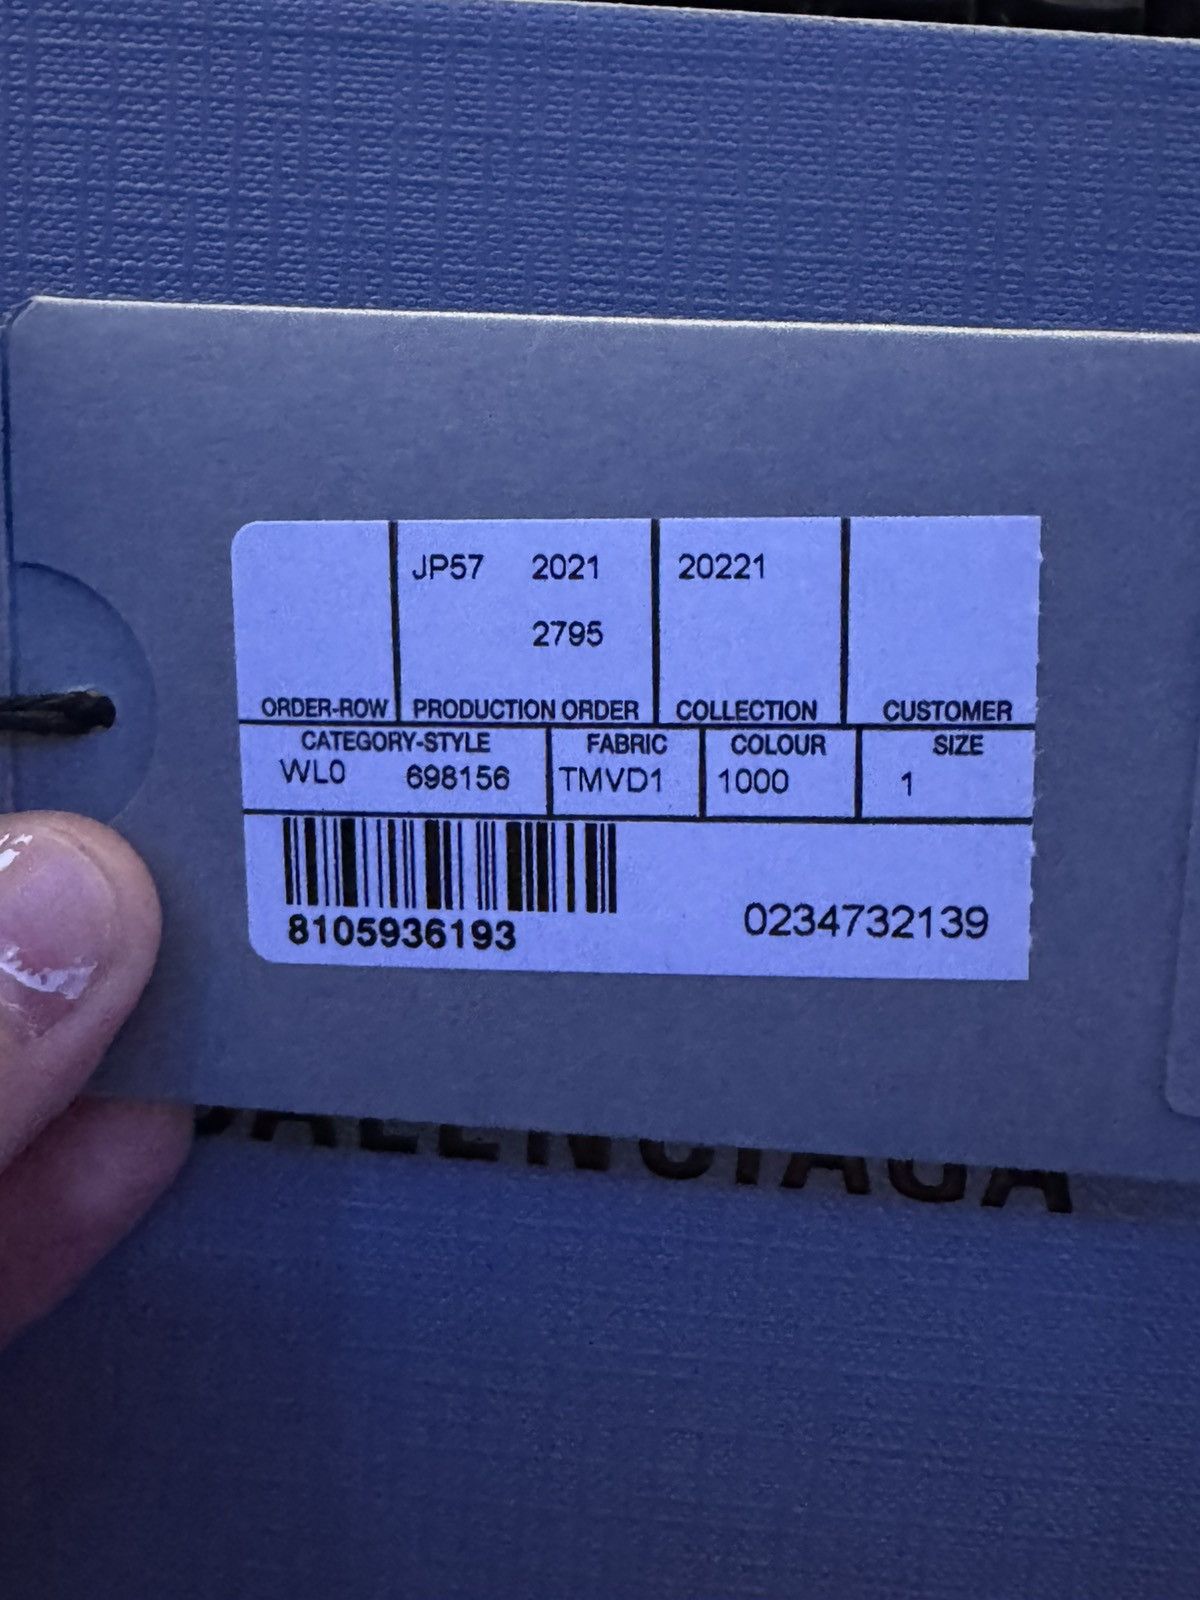 JP57 2021 20221
2795
ORDER-ROW PRODUCTION ORDER COLLECTION CUSTOMER
CATEGORY-STYLE FABRIC COLOUR SIZE
WL0 698156 TMVD1 1000 1
8105936193 0234732139
BALENCIAGA